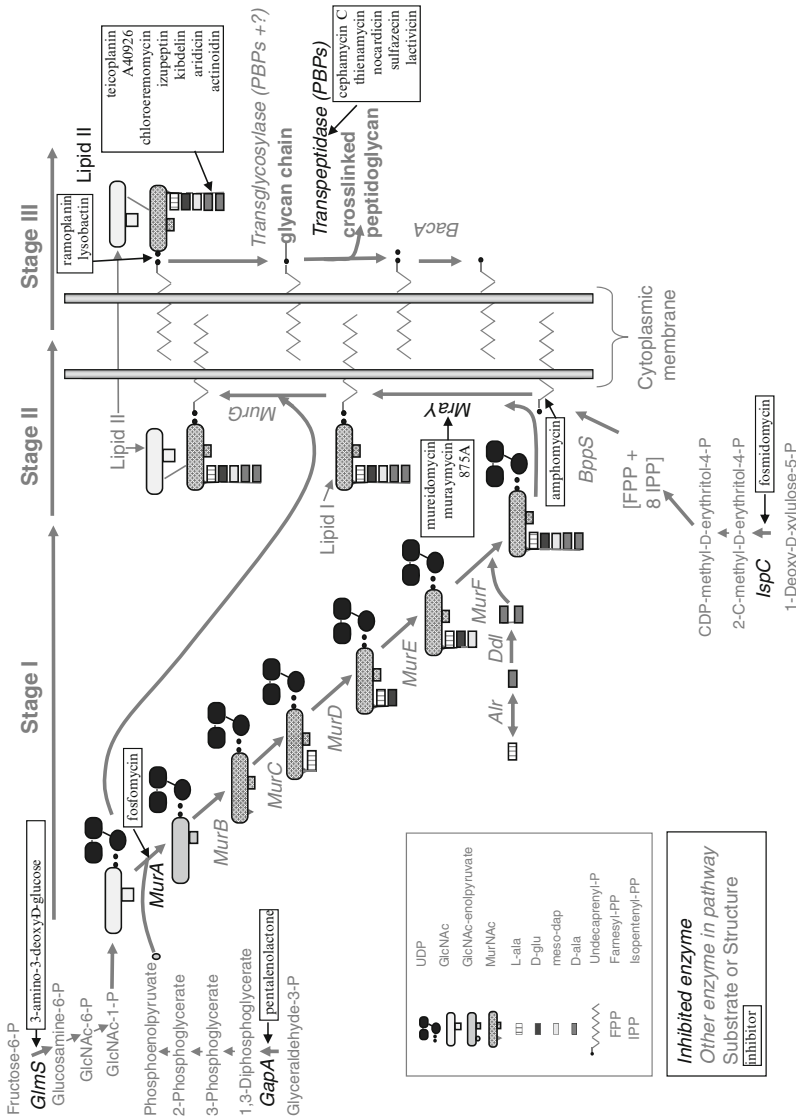 Stage I
Stage II
Stage III
Fructose-6-P
GlmS
3-amino-3-deoxy-D-glucose
Glucosamine-6-P
GlcNAc-6-P
GlcNAc-1-P
Phosphoenolpyruvate
2-Phosphoglycerate
3-Phosphoglycerate
1,3-Diphosphoglycerate
GapA
pentalenolactone
Glyceraldehyde-3-P
MurA
fosfomycin
MurB
MurC
MurD
MurE
MurF
Alr
Ddl
Lipid I
Lipid II
MurG
mureidomycin
muraymycin
875A
MraY
amphomycin
BppS
[FPP +
8 IPP]
CDP-methyl-D-erythritol-4-P
2-C-methyl-D-erythritol-4-P
IspC
fosmidomycin
1-Deoxy-D-xylulose-5-P
Cytoplasmic
membrane
ramoplanin
lysobactin
Lipid II
teicoplanin
A40926
chloroeremomycin
izupeptin
kibdelin
aridicin
actinoidin
Transglycosylase (PBPs +?)
glycan chain
Transpeptidase (PBPs)
cephamycin C
thienamycin
nocardicin
sulfazecin
lactivicin
crosslinked
peptidoglycan
BacA
UDP
GlcNAc
GlcNAc-enolpyruvate
MurNAc
L-ala
D-glu
meso-dap
D-ala
Undecaprenyl-P
FPP Farnesyl-PP
IPP Isopentenyl-PP
Inhibited enzyme
Other enzyme in pathway
Substrate or Structure
inhibitor